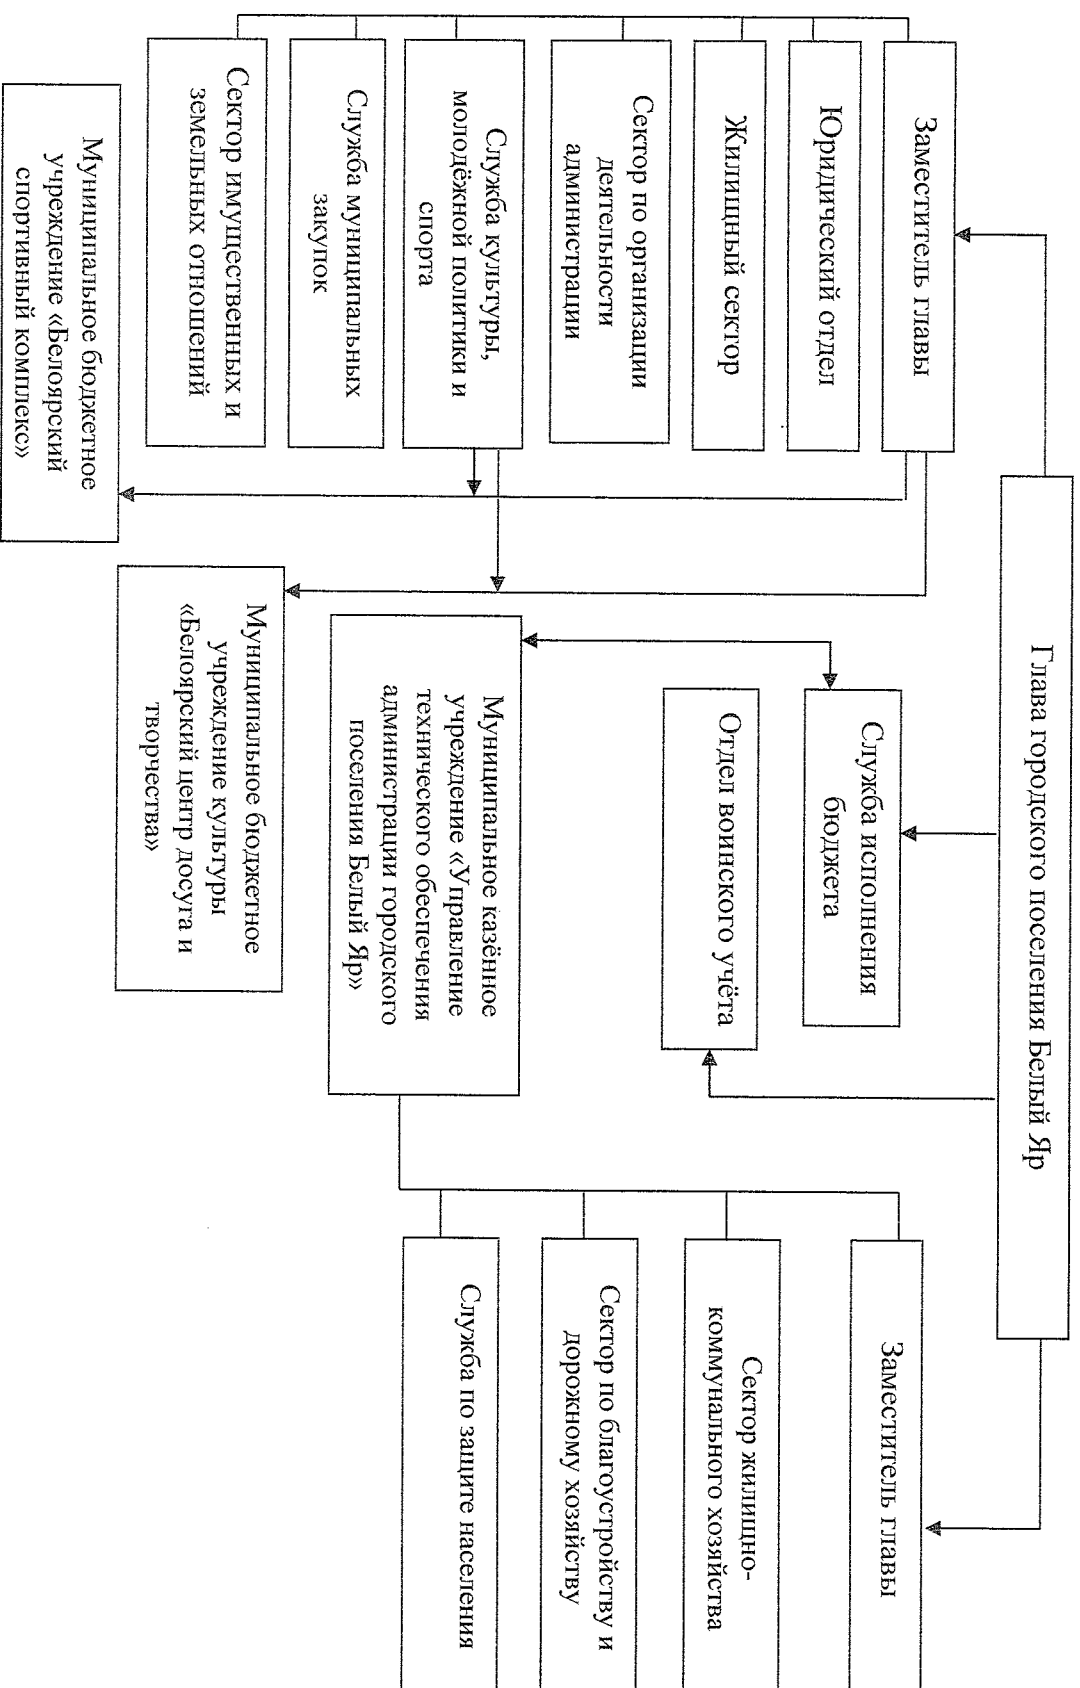 Глава городского поселения Белый Яр
Заместитель главы
Юридический отдел
Жилищный сектор
Сектор по организации
деятельности
администрации
Служба культуры,
молодёжной политики и
спорта
Служба муниципальных
закупок
Сектор имущественных и
земельных отношений
Муниципальное бюджетное
учреждение «Белоярский
спортивный комплекс»
Служба исполнения
бюджета
Отдел воинского учёта
Муниципальное казённое
учреждение «Управление
технического обеспечения
администрации городского
поселения Белый Яр»
Муниципальное бюджетное
учреждение культуры
«Белоярский центр досуга и
творчества»
Заместитель главы
Сектор жилищно-
коммунального хозяйства
Сектор по благоустройству и
дорожному хозяйству
Служба по защите населения